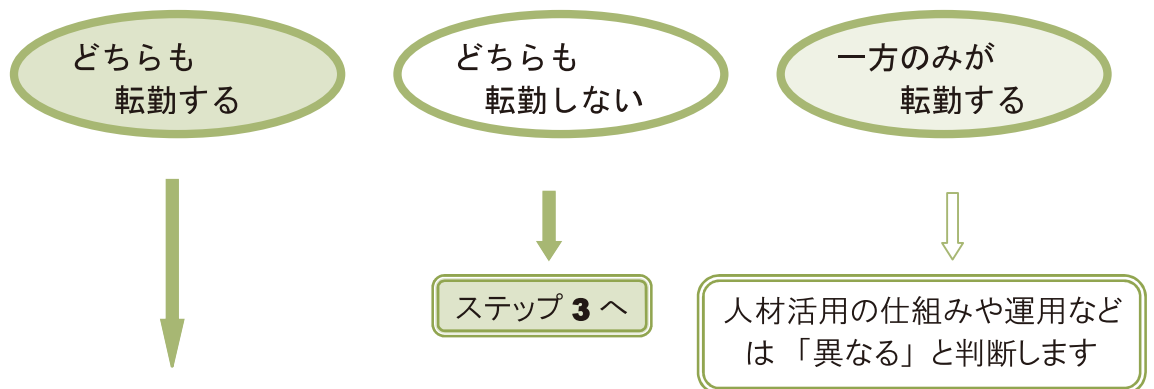 どちらも
転勤する
どちらも
転勤しない
一方のみが
転勤する
ステップ 3 へ
人材活用の仕組みや運用など
は 「異なる」 と判断します